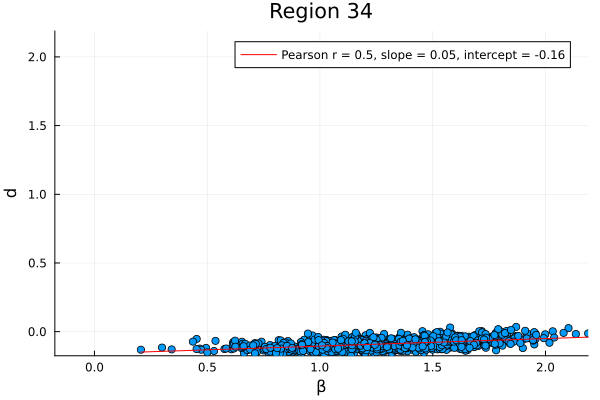 Region 34
Pearson r = 0.5, slope = 0.05, intercept = -0.16
2.0
1.5
1.0
0.5
0.0
d
0.0 0.5 1.0 1.5 2.0
β